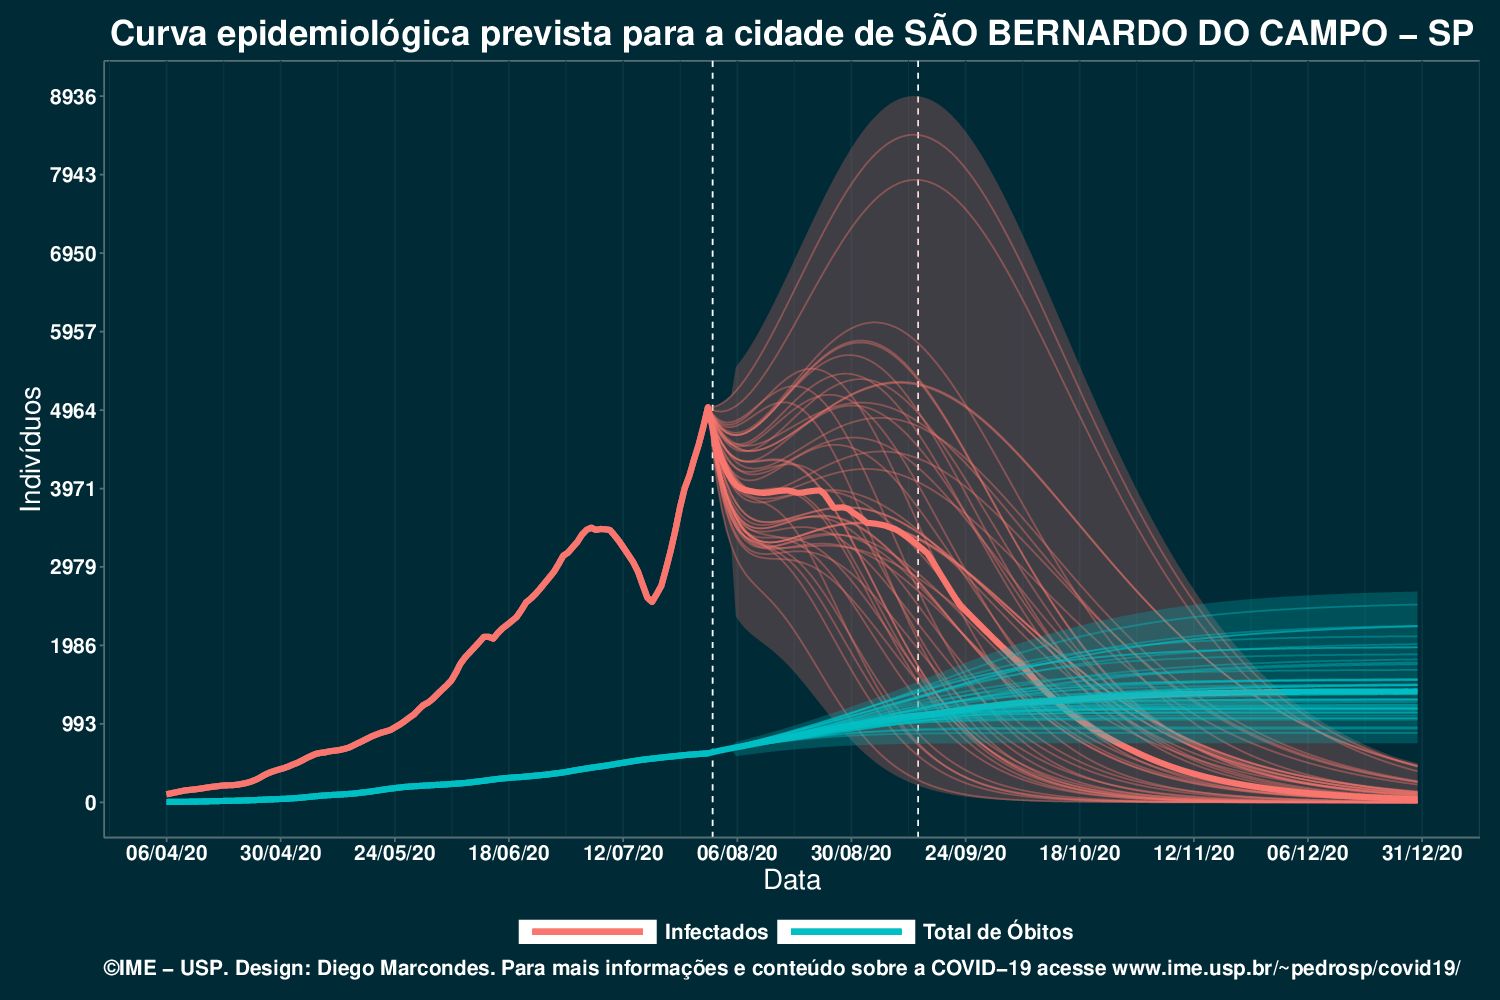 Curva epidemiológica prevista para a cidade de SÃO BERNARDO DO CAMPO – SP
Indivíduos
8936
7943
6950
5957
4964
3971
2979
1986
993
0
06/04/20 30/04/20 24/05/20 18/06/20 12/07/20 06/08/20 30/08/20 24/09/20 18/10/20 12/11/20 06/12/20 31/12/20
Data
Infectados Total de Óbitos
©IME – USP. Design: Diego Marcondes. Para mais informações e conteúdo sobre a COVID–19 acesse www.ime.usp.br/~pedrosp/covid19/